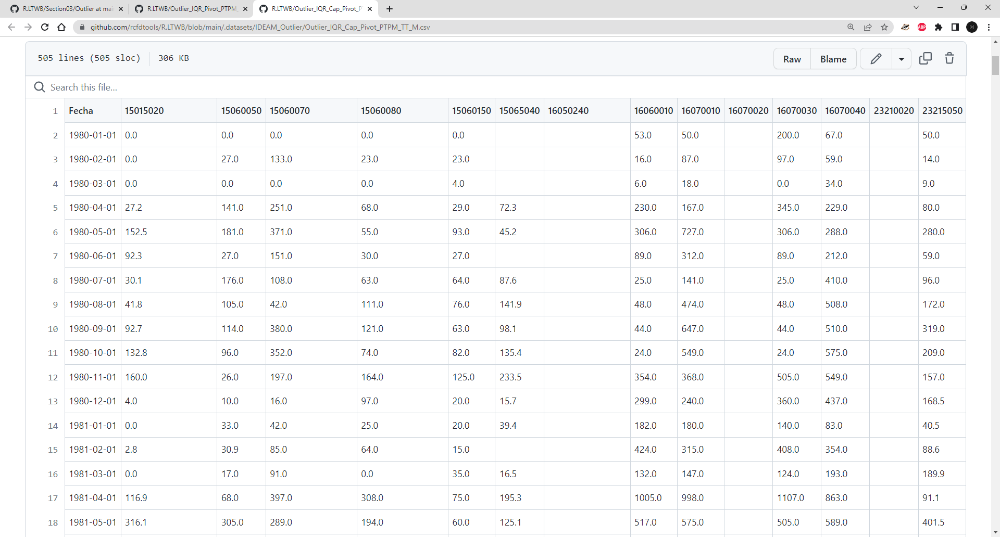 R.LTWB/Section03/Outlier at mai
R.LTWB/Outlier_IQR_Pivot_PTPM_
R.LTWB/Outlier_IQR_Cap_Pivot_P
github.com/rcfdtools/R.LTWB/blob/main/.datasets/IDEAM_Outlier/Outlier_IQR_Cap_Pivot_PTPM_TT_M.csv
ABP
505 lines (505 sloc) 306 KB
Raw Blame
Search this file...
1 Fecha 15015020 15060050 15060070 15060080 15060150 15065040 16050240 16060010 16070010 16070020 16070030 16070040 23210020 23215050
2 1980-01-01 0.0 0.0 0.0 0.0 0.0 53.0 50.0 200.0 67.0 50.0
3 1980-02-01 0.0 27.0 133.0 23.0 23.0 16.0 87.0 97.0 59.0 14.0
4 1980-03-01 0.0 0.0 0.0 0.0 4.0 6.0 18.0 0.0 34.0 9.0
5 1980-04-01 27.2 141.0 251.0 68.0 29.0 72.3 230.0 167.0 345.0 229.0 80.0
6 1980-05-01 152.5 181.0 371.0 55.0 93.0 45.2 306.0 727.0 306.0 288.0 280.0
7 1980-06-01 92.3 27.0 151.0 30.0 27.0 89.0 312.0 89.0 212.0 59.0
8 1980-07-01 30.1 176.0 108.0 63.0 64.0 87.6 25.0 141.0 25.0 410.0 96.0
9 1980-08-01 41.8 105.0 42.0 111.0 76.0 141.9 48.0 474.0 48.0 508.0 172.0
10 1980-09-01 92.7 114.0 380.0 121.0 63.0 98.1 44.0 647.0 44.0 510.0 319.0
11 1980-10-01 132.8 96.0 352.0 74.0 82.0 135.4 24.0 549.0 24.0 575.0 209.0
12 1980-11-01 160.0 26.0 197.0 164.0 125.0 233.5 354.0 368.0 505.0 549.0 157.0
13 1980-12-01 4.0 10.0 16.0 97.0 20.0 15.7 299.0 240.0 360.0 437.0 168.5
14 1981-01-01 0.0 33.0 42.0 25.0 20.0 39.4 182.0 180.0 140.0 83.0 40.5
15 1981-02-01 2.8 30.9 85.0 64.0 15.0 424.0 315.0 408.0 354.0 88.6
16 1981-03-01 0.0 17.0 91.0 0.0 35.0 16.5 132.0 147.0 124.0 193.0 189.9
17 1981-04-01 116.9 68.0 397.0 308.0 75.0 195.3 1005.0 998.0 1107.0 863.0 91.1
18 1981-05-01 316.1 305.0 289.0 194.0 60.0 125.1 517.0 575.0 505.0 589.0 401.5